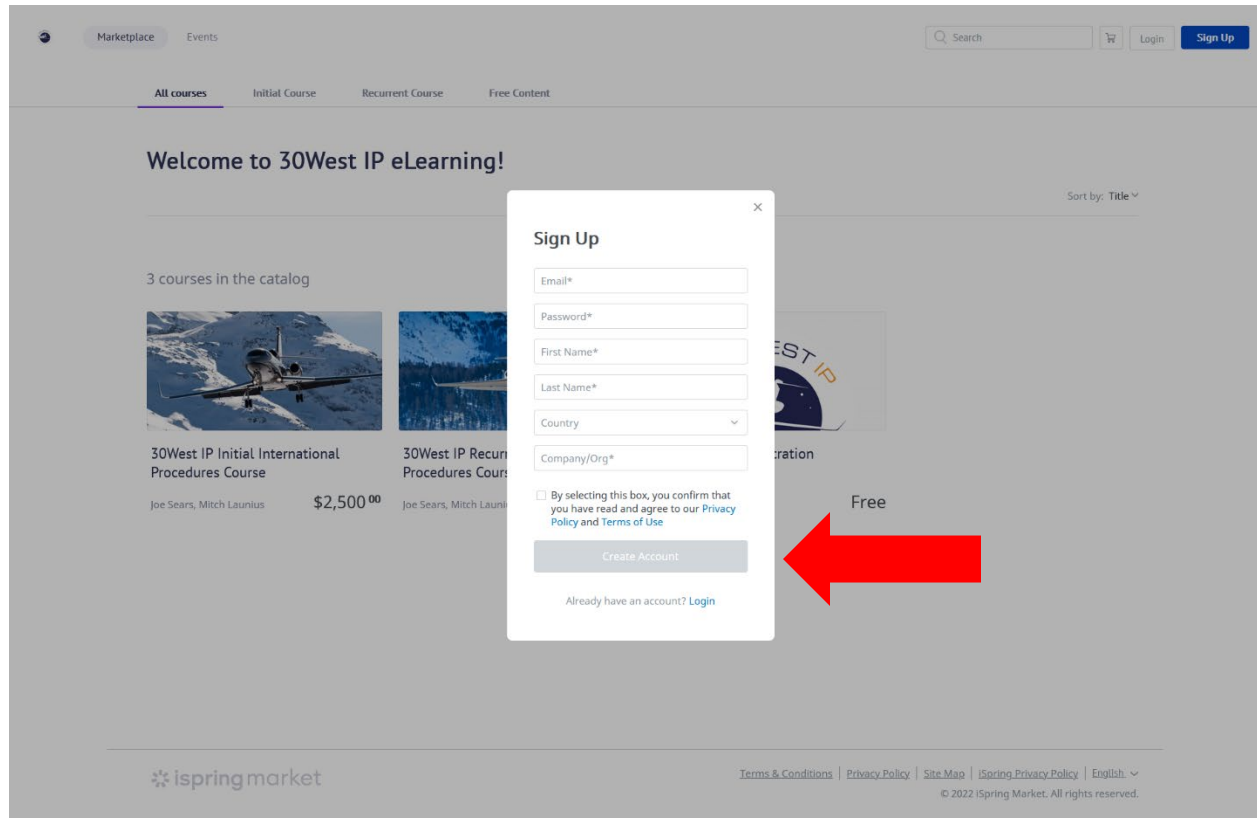 Marketplace Events Search Login Sign Up
All courses Initial Course Recurrent Course Free Content
Welcome to 30West IP eLearning!
Sort by: Title
3 courses in the catalog
30West IP Initial International
Procedures Course
Joe Sears, Mitch Launius $2,500 00
30West IP Recurr
Procedures Cours
Joe Sears, Mitch Launi
EST IP
ration
Free
Sign Up
Email*
Password*
First Name*
Last Name*
Country
Company/Org*
By selecting this box, you confirm that
you have read and agree to our Privacy
Policy and Terms of Use
Create Account
Already have an account? Login
ispring market
Terms & Conditions | Privacy Policy | Site Map | iSpring Privacy Policy | English
© 2022 iSpring Market. All rights reserved.